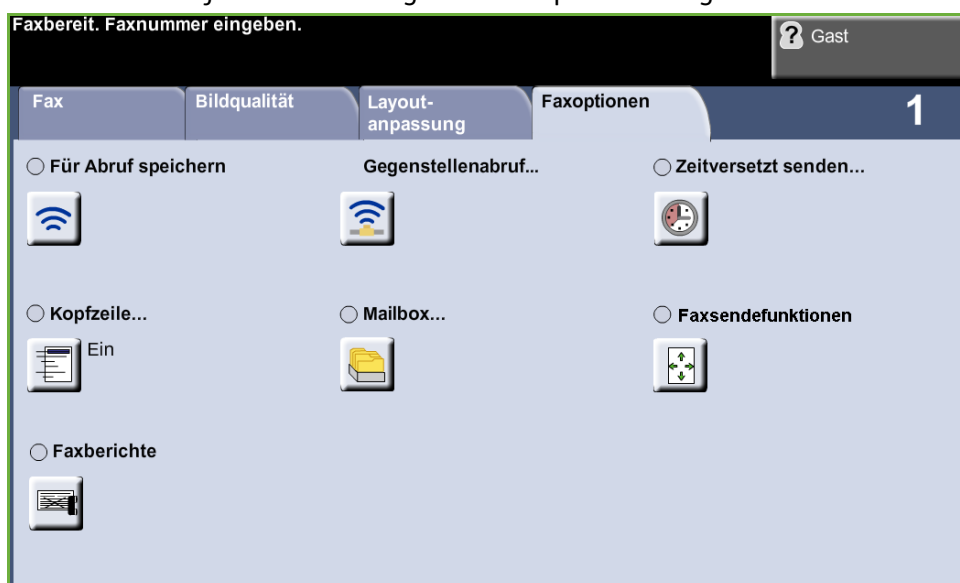 Faxbereit. Faxnummer eingeben.
? Gast
Fax
Bildqualität
Layout-
anpassung
Faxoptionen
1
Für Abruf speichern
Gegenstellenabruf...
Zeitversetzt senden...
Kopfzeile...
Ein
Mailbox...
Faxsendefunktionen
Faxberichte